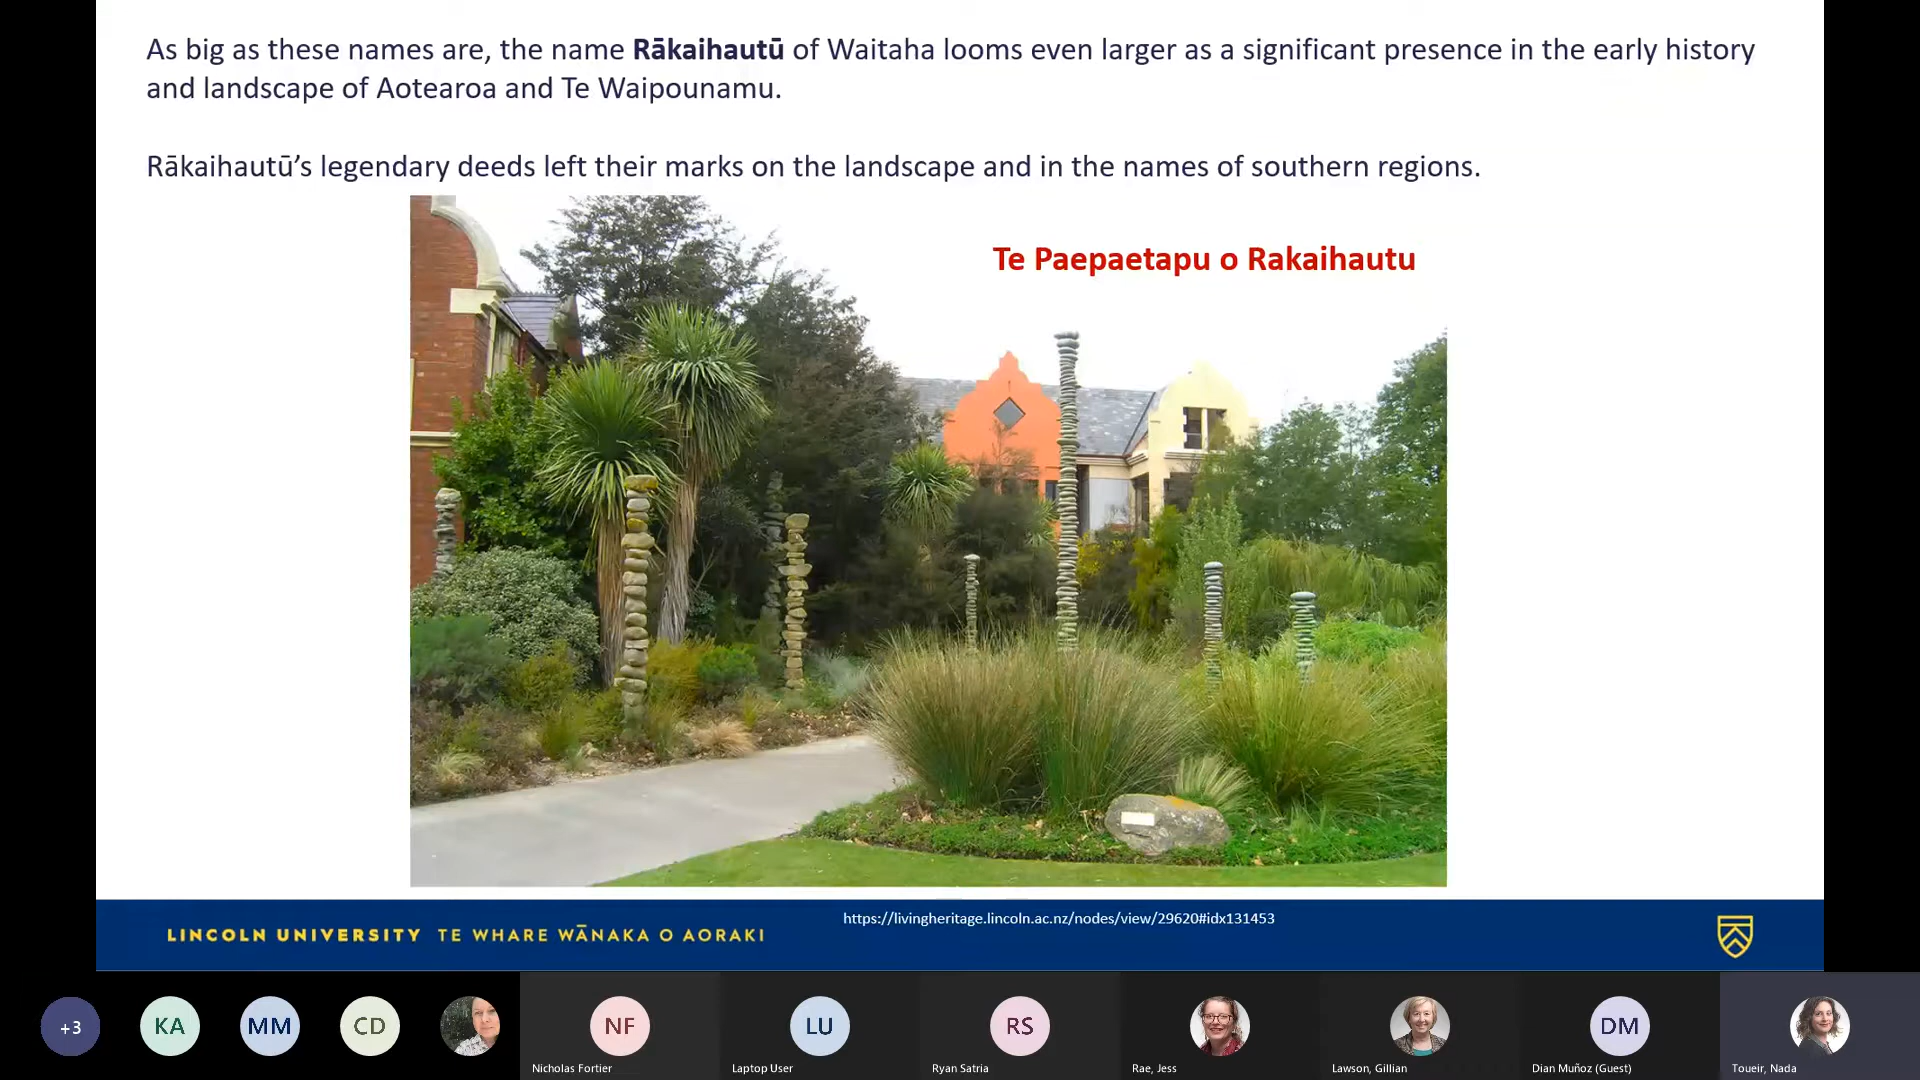 As big as these names are, the name Rākaihautū of Waitaha looms even larger as a significant presence in the early history
and landscape of Aotearoa and Te Waipounamu.
Rākaihautū’s legendary deeds left their marks on the landscape and in the names of southern regions.
Te Paepaetapu o Rakaihautu
https://livingheritage.lincoln.ac.nz/nodes/view/29620#idx131453
LINCOLN UNIVERSITY TE WHARE WĀNAKA O AORAKI
+3
KA
MM
CD
NF
LU
RS
DM
Nicholas Fortier
Laptop User
Ryan Satria
Rae, Jess
Lawson, Gillian
Dian Muñoz (Guest)
Toueir, Nada